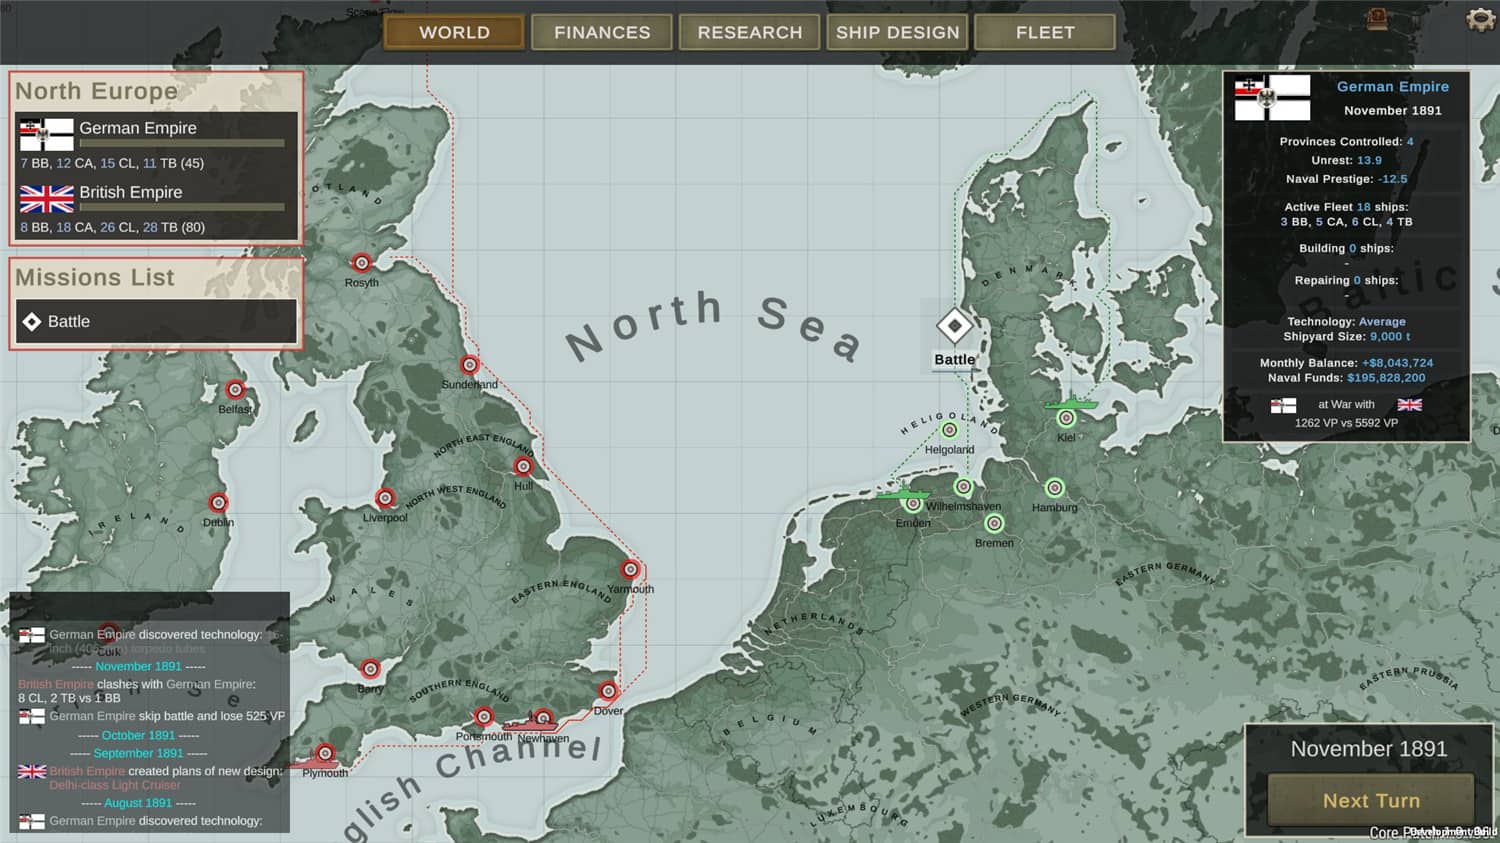 WORLD
FINANCES
RESEARCH
SHIP DESIGN
FLEET
North Europe
German Empire
7 BB, 12 CA, 15 CL, 11 TB (45)
British Empire
8 BB, 18 CA, 26 CL, 28 TB (80)
Missions List
Battle
German Empire
November 1891
Provinces Controlled: 4
Unrest: 13.9
Naval Prestige: -12.5
Active Fleet 18 ships:
3 BB, 5 CA, 6 CL, 4 TB
Building 0 ships:
-
Repairing 0 ships:
-
Technology: Average
Shipyard Size: 9,000 t
Monthly Balance: +$8,043,724
Naval Funds: $195,828,200
at War with
1262 VP vs 5592 VP
North Sea
Baltic S
DENMARK
Rosyth
Battle
Sunderland
Belfast
HELIGOLAND
Kiel
Helgoland
NORTH EAST ENGLAND
Hull
NORTH WEST ENGLAND
Liverpool
Dublin
IRELAND
Wilhelmshaven
Hamburg
Emden
Bremen
EASTERN GERMANY
Yarmouth
EASTERN ENGLAND
WALES
NETHERLANDS
Barry
SOUTHERN ENGLAND
EASTERN PRUSSIA
WESTERN GERMANY
Dover
BELGIUM
Portsmouth
Newhaven
Plymouth
glish Channel
LUXEMBOURG
German Empire discovered technology: 16-
inch (406mm) torpedo tubes
----- November 1891 -----
British Empire clashes with German Empire:
8 CL, 2 TB vs 1 BB
German Empire skip battle and lose 525 VP
----- October 1891 -----
----- September 1891 -----
British Empire created plans of new design:
Delhi-class Light Cruiser
----- August 1891 -----
German Empire discovered technology:
November 1891
Next Turn
Core Patch